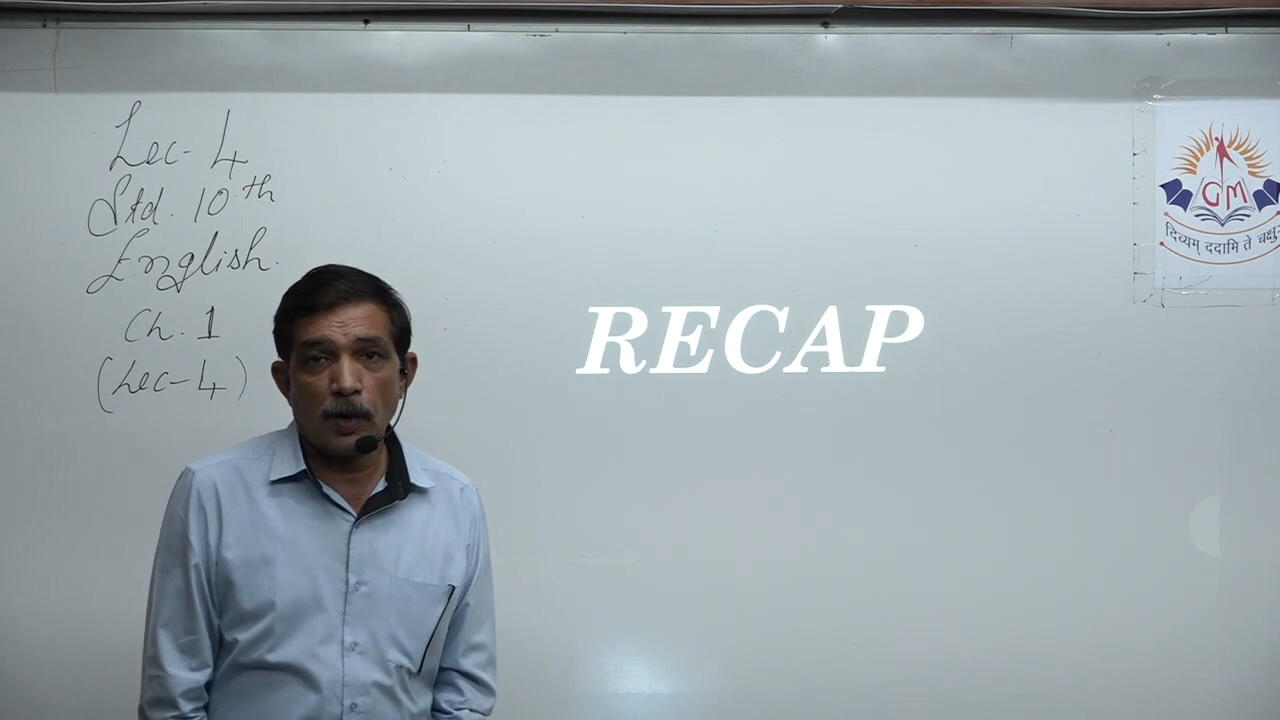 Lec-4
Std. 10th
English.
Ch. 1
(Lec-4)
RECAP
GM
दिव्यम् ददामि ते चक्षुः